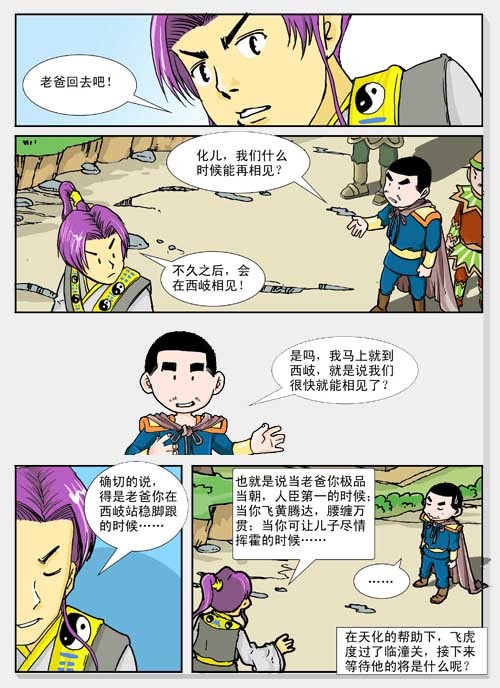 老爸回去吧！
化儿，我们什么
时候能再相见？
不久之后，会
在西岐相见！
是吗，我马上就到
西岐，就是说我们
很快就能相见了？
确切的说，
得是老爸你在
西岐站稳脚跟
的时候……
也就是说当老爸你极品
当朝，人臣第一的时候；
当你飞黄腾达，腰缠万
贯；当你可让儿子尽情
挥霍的时候……
……
在天化的帮助下，飞虎
度过了临潼关，接下来
等待他的将是什么呢？